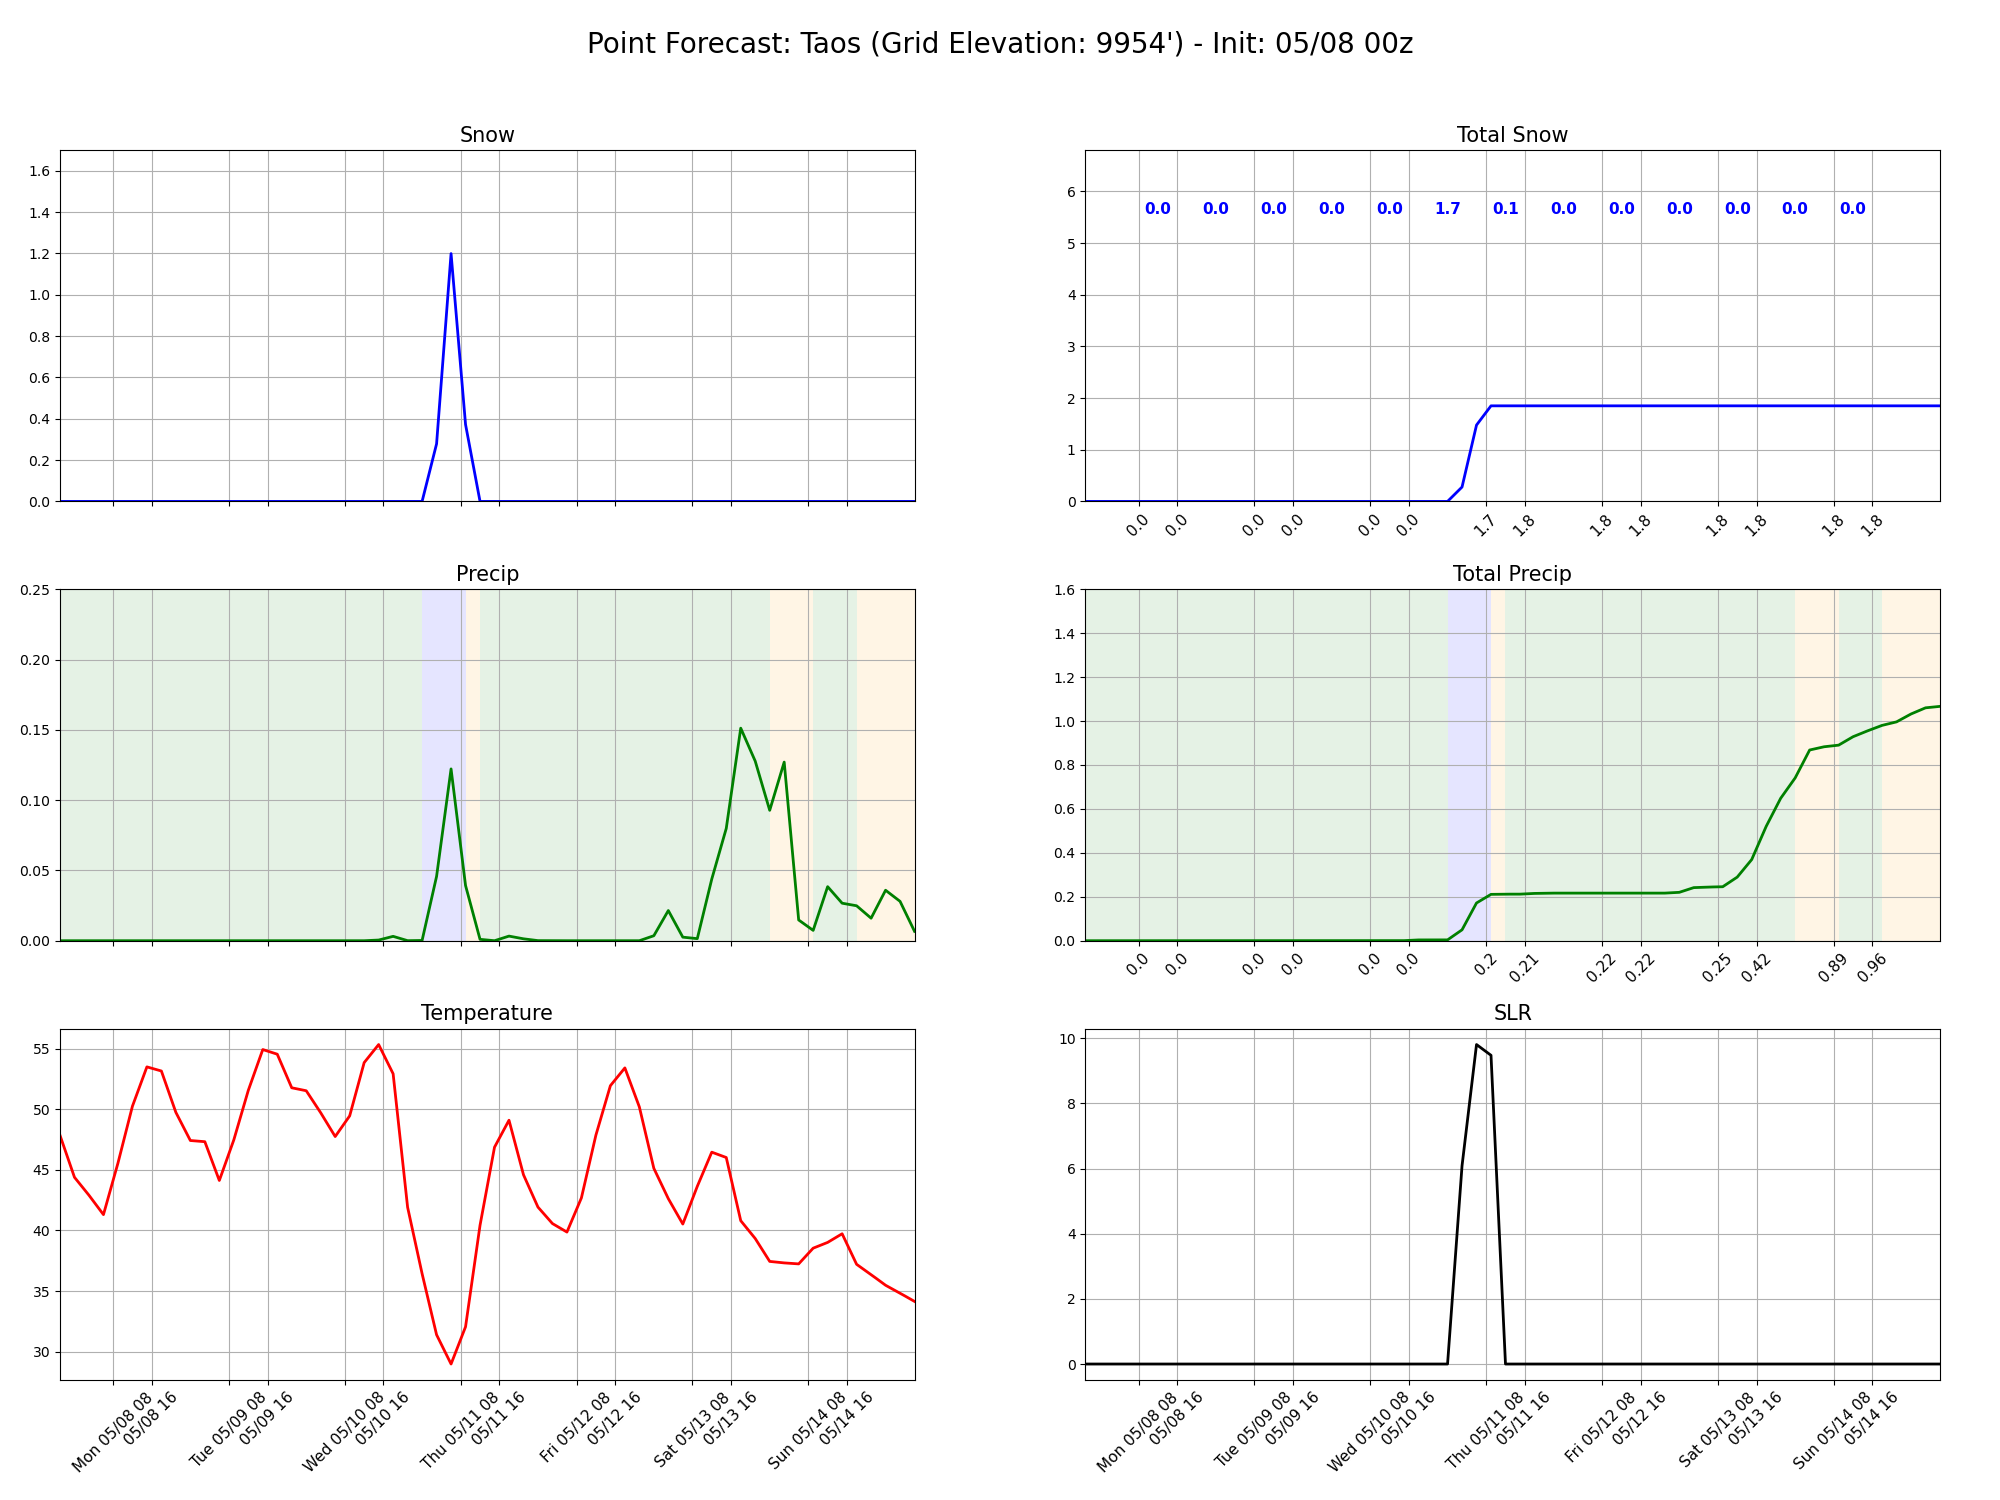 Point Forecast: Taos (Grid Elevation: 9954') - Init: 05/08 00z
Snow
1.6
1.4
1.2
1.0
0.8
0.6
0.4
0.2
0.0
Total Snow
6
5
4
3
2
1
0
0.0 0.0 0.0 0.0 0.0 1.7 0.1 0.0 0.0 0.0 0.0 0.0 0.0
0.0 0.0 0.0 0.0 0.0 0.0 1.7 1.8 1.8 1.8 1.8 1.8 1.8 1.8
Precip
0.25
0.20
0.15
0.10
0.05
0.00
Total Precip
1.6
1.4
1.2
1.0
0.8
0.6
0.4
0.2
0.0
0.0 0.0 0.0 0.0 0.0 0.0 0.2 0.21 0.22 0.22 0.25 0.42 0.89 0.96
Temperature
55
50
45
40
35
30
Mon 05/08 08
05/08 16
Tue 05/09 08
05/09 16
Wed 05/10 08
05/10 16
Thu 05/11 08
05/11 16
Fri 05/12 08
05/12 16
Sat 05/13 08
05/13 16
Sun 05/14 08
05/14 16
SLR
10
8
6
4
2
0
Mon 05/08 08
05/08 16
Tue 05/09 08
05/09 16
Wed 05/10 08
05/10 16
Thu 05/11 08
05/11 16
Fri 05/12 08
05/12 16
Sat 05/13 08
05/13 16
Sun 05/14 08
05/14 16